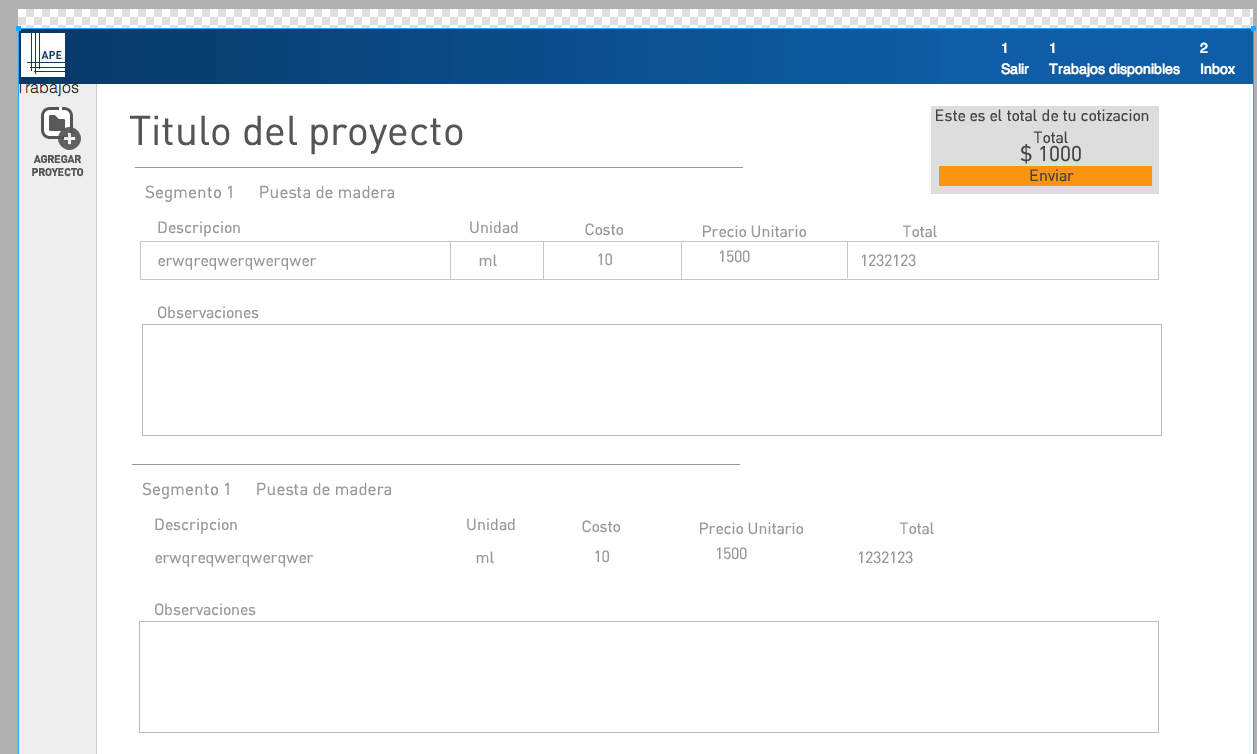 APE
1 1 2
Salir Trabajos disponibles Inbox
Trabajos
AGREGAR
PROYECTO
Titulo del proyecto
Este es el total de tu cotizacion
Total
$ 1000
Enviar
Segmento 1 Puesta de madera
Descripcion Unidad Costo Precio Unitario Total
erwqreqwerqwerqwer ml 10 1500 1232123
Observaciones
Segmento 1 Puesta de madera
Descripcion Unidad Costo Precio Unitario Total
erwqreqwerqwerqwer ml 10 1500 1232123
Observaciones